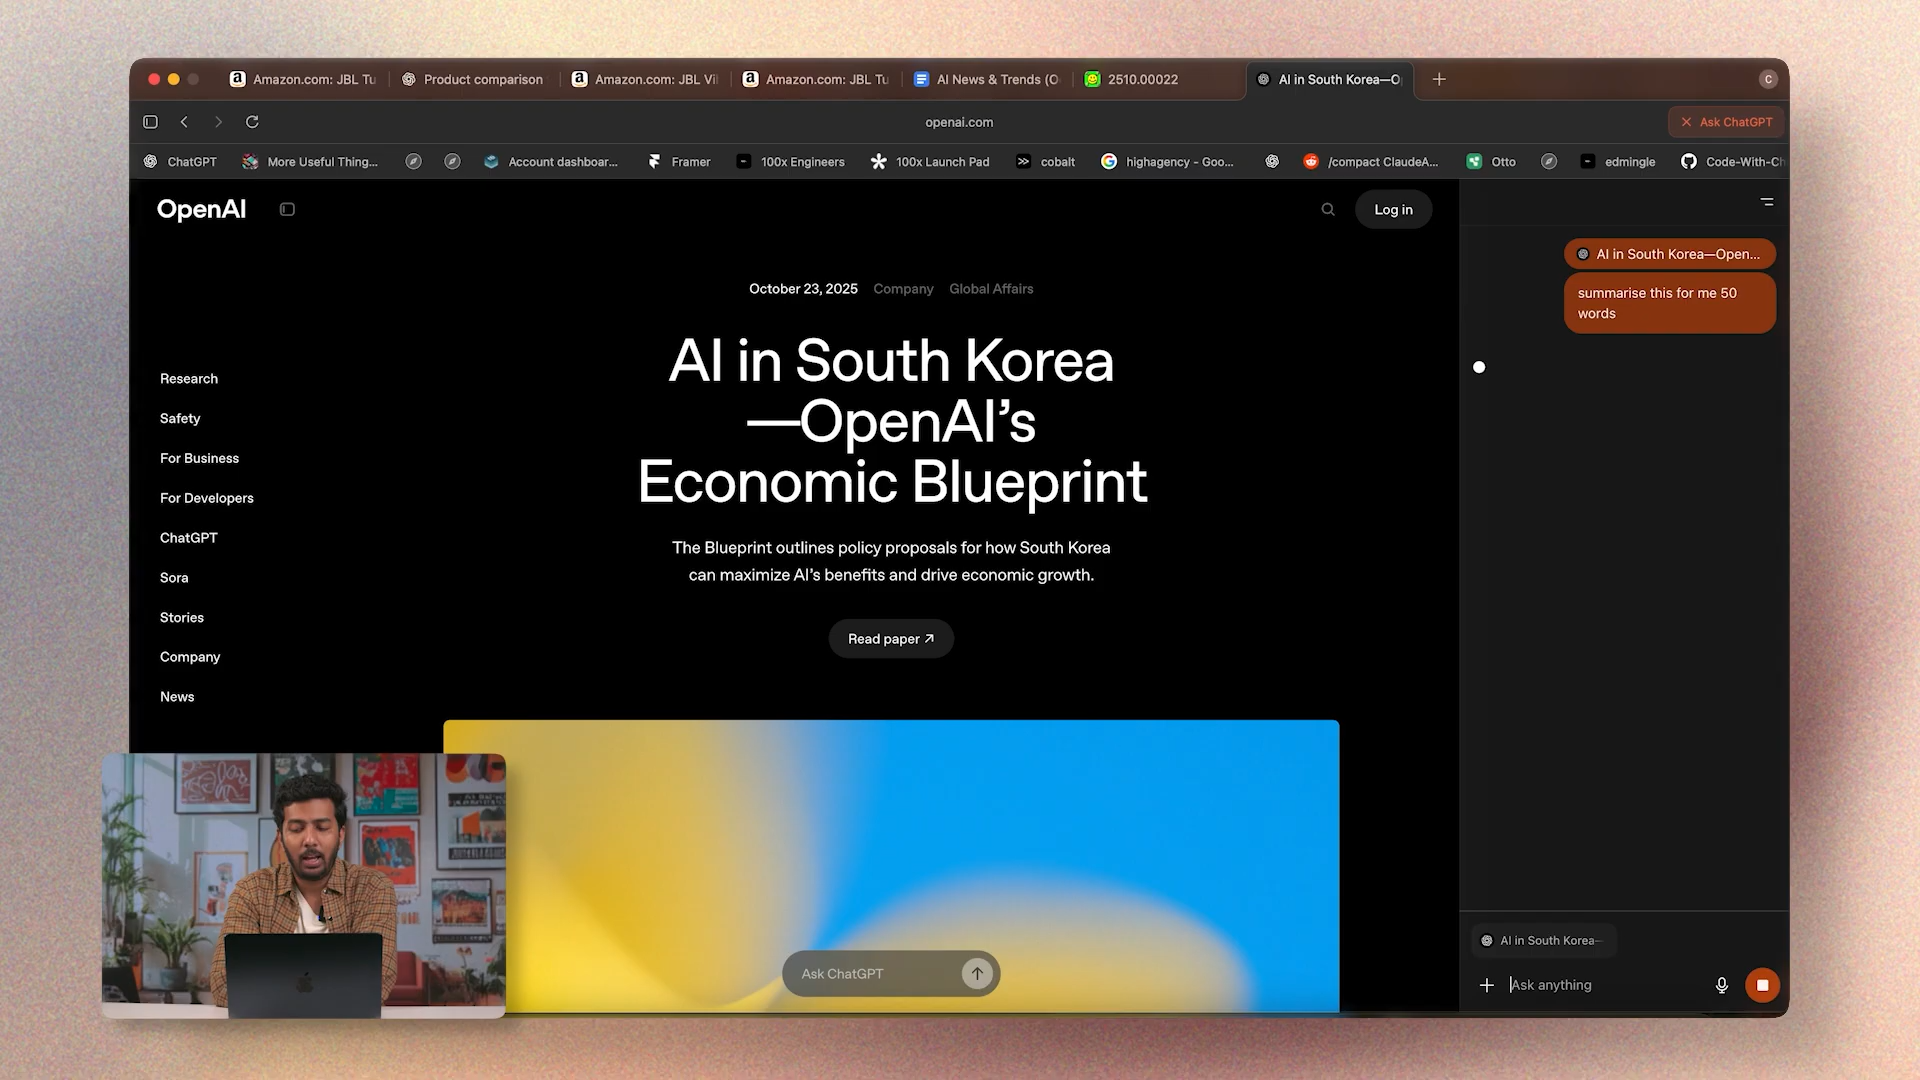 Amazon.com: JBL Tu
Product comparison
Amazon.com: JBL Vi
Amazon.com: JBL Tu
AI News & Trends (O
2510.00022
AI in South Korea—O
C
openai.com
Ask ChatGPT
ChatGPT
More Useful Thing...
Account dashboar...
Framer
100x Engineers
100x Launch Pad
cobalt
highagency - Goo...
/compact ClaudeA...
Otto
edmingle
Code-With-Ch
OpenAI
Log in
October 23, 2025 Company Global Affairs
AI in South Korea
—OpenAI’s
Economic Blueprint
The Blueprint outlines policy proposals for how South Korea
can maximize AI’s benefits and drive economic growth.
Read paper
Research
Safety
For Business
For Developers
ChatGPT
Sora
Stories
Company
News
Ask ChatGPT
AI in South Korea—Open...
summarise this for me 50
words
AI in South Korea—
Ask anything